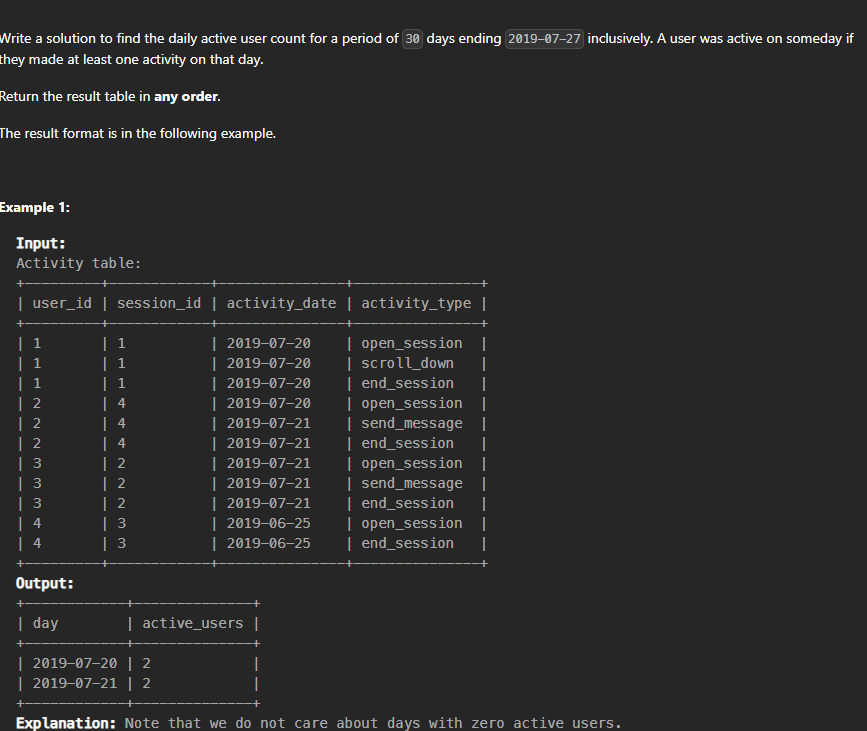 Write a solution to find the daily active user count for a period of 30 days ending 2019-07-27 inclusively. A user was active on someday if
they made at least one activity on that day.
Return the result table in any order.
The result format is in the following example.
Example 1:
Input:
Activity table:
+---------+------------+---------------+---------------+
| user_id | session_id | activity_date | activity_type |
+---------+------------+---------------+---------------+
| 1       | 1          | 2019-07-20    | open_session  |
| 1       | 1          | 2019-07-20    | scroll_down   |
| 1       | 1          | 2019-07-20    | end_session   |
| 2       | 4          | 2019-07-20    | open_session  |
| 2       | 4          | 2019-07-21    | send_message  |
| 2       | 4          | 2019-07-21    | end_session   |
| 3       | 2          | 2019-07-21    | open_session  |
| 3       | 2          | 2019-07-21    | send_message  |
| 3       | 2          | 2019-07-21    | end_session   |
| 4       | 3          | 2019-06-25    | open_session  |
| 4       | 3          | 2019-06-25    | end_session   |
+---------+------------+---------------+---------------+
Output:
+------------+--------------+
| day        | active_users |
+------------+--------------+
| 2019-07-20 | 2            |
| 2019-07-21 | 2            |
+------------+--------------+
Explanation: Note that we do not care about days with zero active users.